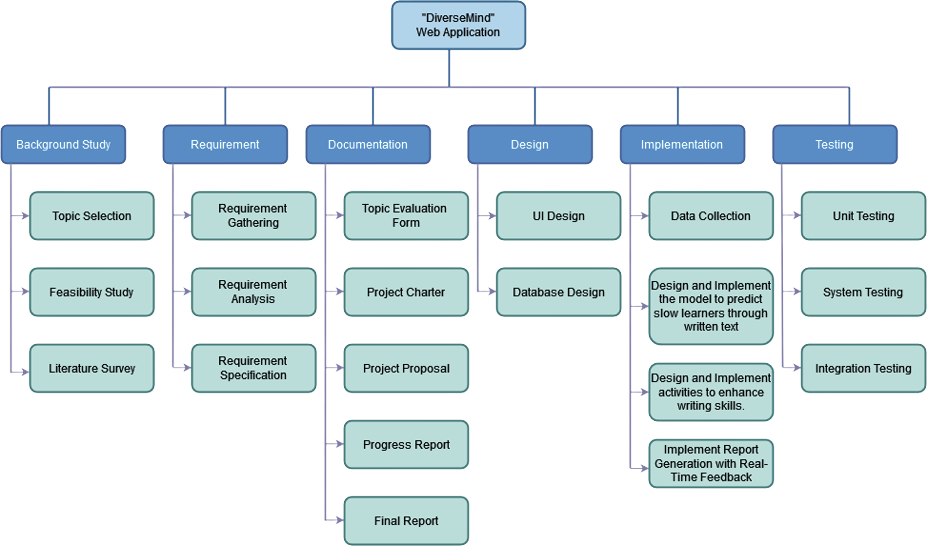 "DiverseMind"
Web Application
Background Study
Requirement
Documentation
Design
Implementation
Testing
Topic Selection
Feasibility Study
Literature Survey
Requirement
Gathering
Requirement
Analysis
Requirement
Specification
Topic Evaluation
Form
Project Charter
Project Proposal
Progress Report
Final Report
UI Design
Database Design
Data Collection
Design and Implement
the model to predict
slow learners through
written text
Design and Implement
activities to enhance
writing skills.
Implement Report
Generation with Real-
Time Feedback
Unit Testing
System Testing
Integration Testing